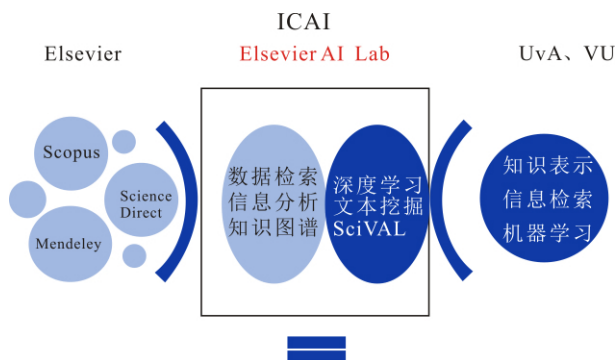 ICAI
Elsevier
Elsevier AI Lab
UvA、VU
Scopus
Science
Direct
Mendeley
数据检索
信息分析
知识图谱
深度学习
文本挖掘
SciVAL
知识表示
信息检索
机器学习